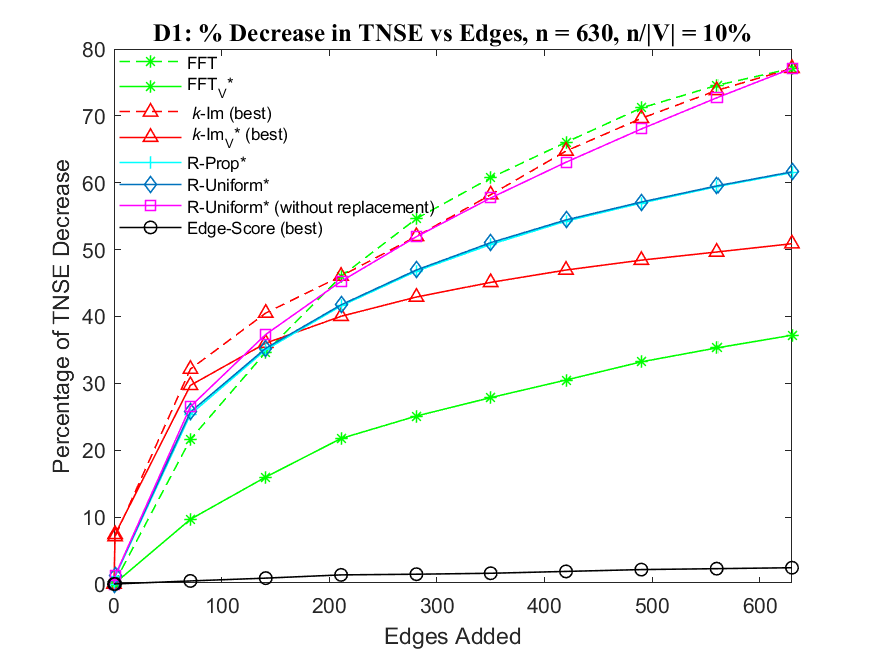 D1: % Decrease in TNSE vs Edges, n = 630, n/|V| = 10%
80
70
60
50
40
30
20
10
0
Percentage of TNSE Decrease
FFT
FFT_V*
k-Im (best)
k-Im_V* (best)
R-Prop*
R-Uniform*
R-Uniform* (without replacement)
Edge-Score (best)
0 100 200 300 400 500 600
Edges Added